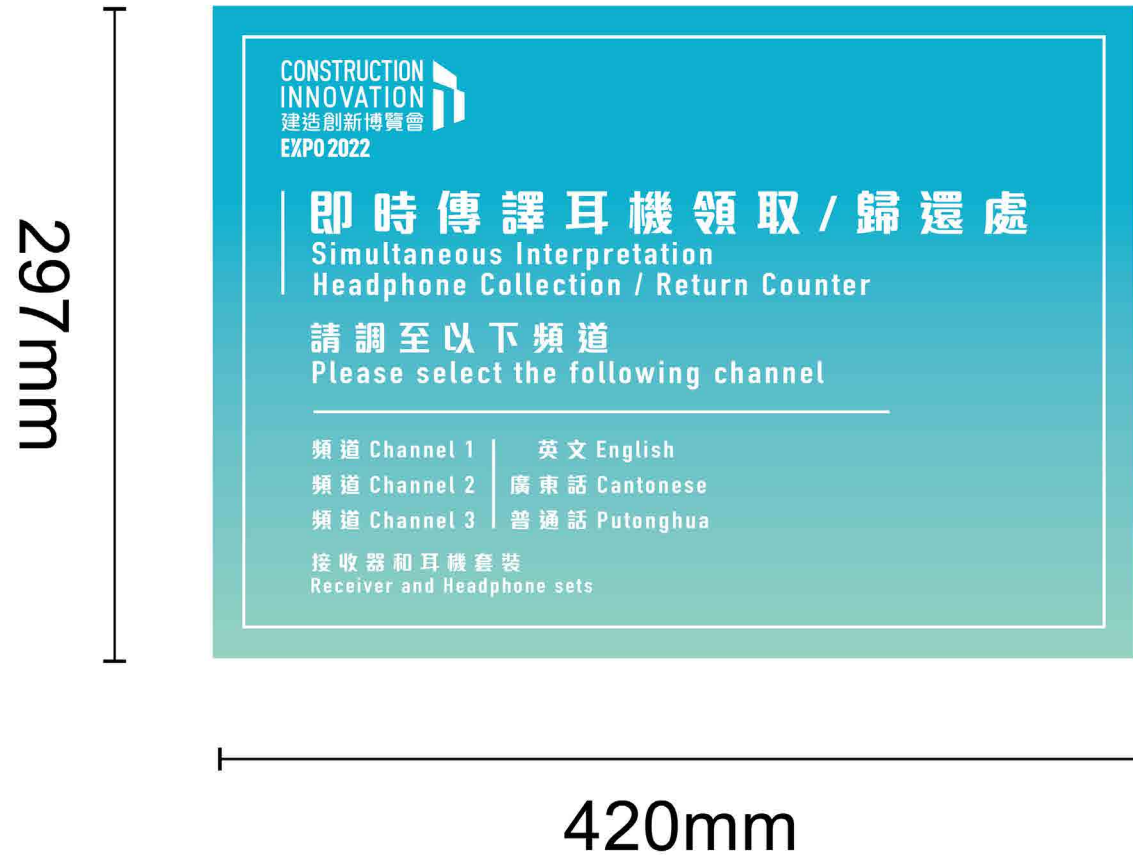 CONSTRUCTION
INNOVATION
建造創新博覽會
EXPO 2022
即時傳譯耳機領取/歸還處
Simultaneous Interpretation
Headphone Collection / Return Counter
請調至以下頻道
Please select the following channel
頻道 Channel 1 英文 English
頻道 Channel 2 廣東話 Cantonese
頻道 Channel 3 普通話 Putonghua
接收器和耳機套裝
Receiver and Headphone sets
297mm
420mm